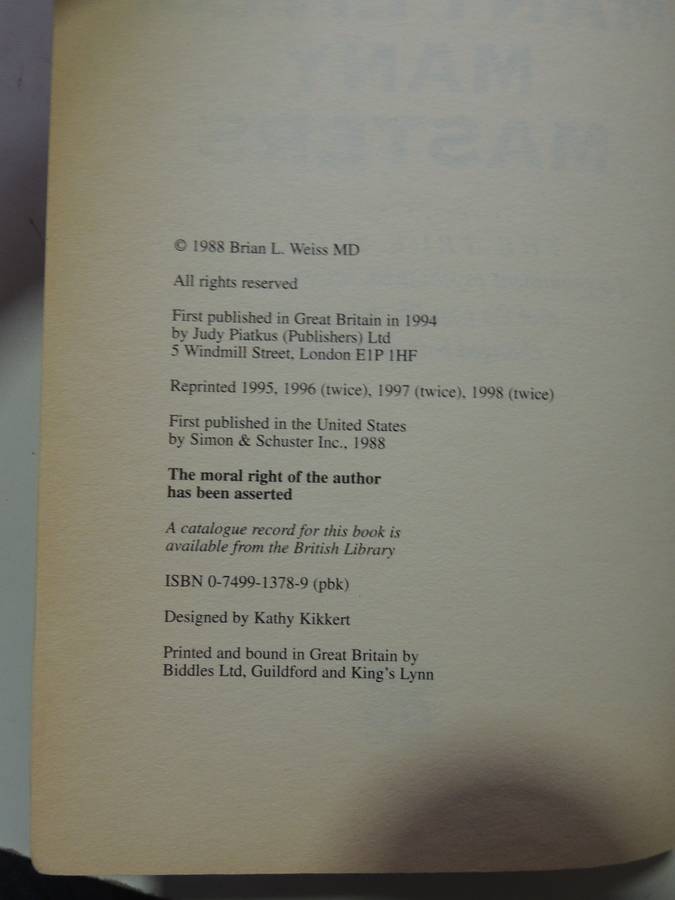 MANY
MASTERS
© 1988 Brian L. Weiss MD
All rights reserved
First published in Great Britain in 1994
by Judy Piatkus (Publishers) Ltd
5 Windmill Street, London E1P 1HF
Reprinted 1995, 1996 (twice), 1997 (twice), 1998 (twice)
First published in the United States
by Simon & Schuster Inc., 1988
The moral right of the author
has been asserted
A catalogue record for this book is
available from the British Library
ISBN 0-7499-1378-9 (pbk)
Designed by Kathy Kikkert
Printed and bound in Great Britain by
Biddles Ltd, Guildford and King's Lynn